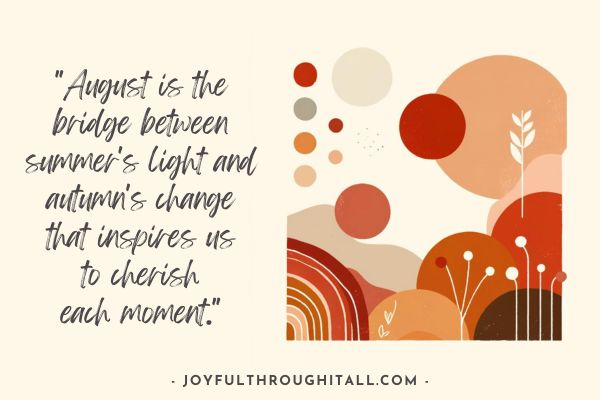 "August is the
bridge between
summer's light and
autumn's change
that inspires us
to cherish
each moment."
- JOYFULTHROUGHITALL.COM -